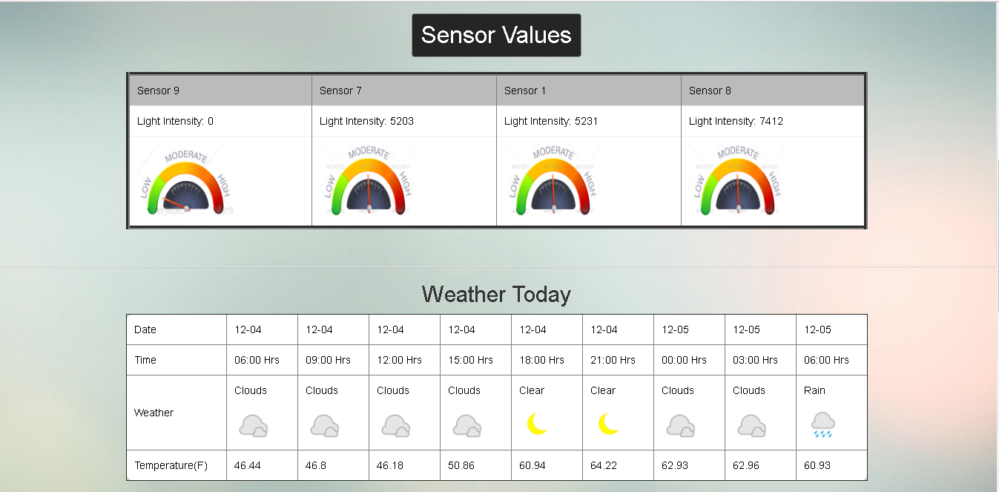 Sensor Values
Sensor 9 Sensor 7 Sensor 1 Sensor 8
Light Intensity: 0 Light Intensity: 5203 Light Intensity: 5231 Light Intensity: 7412
LOW MODERATE HIGH LOW MODERATE HIGH LOW MODERATE HIGH LOW MODERATE HIGH
Weather Today
Date 12-04 12-04 12-04 12-04 12-04 12-04 12-05 12-05 12-05
Time 06:00 Hrs 09:00 Hrs 12:00 Hrs 15:00 Hrs 18:00 Hrs 21:00 Hrs 00:00 Hrs 03:00 Hrs 06:00 Hrs
Weather Clouds Clouds Clouds Clouds Clear Clear Clouds Clouds Rain
Temperature(F) 46.44 46.8 46.18 50.86 60.94 64.22 62.93 62.96 60.93